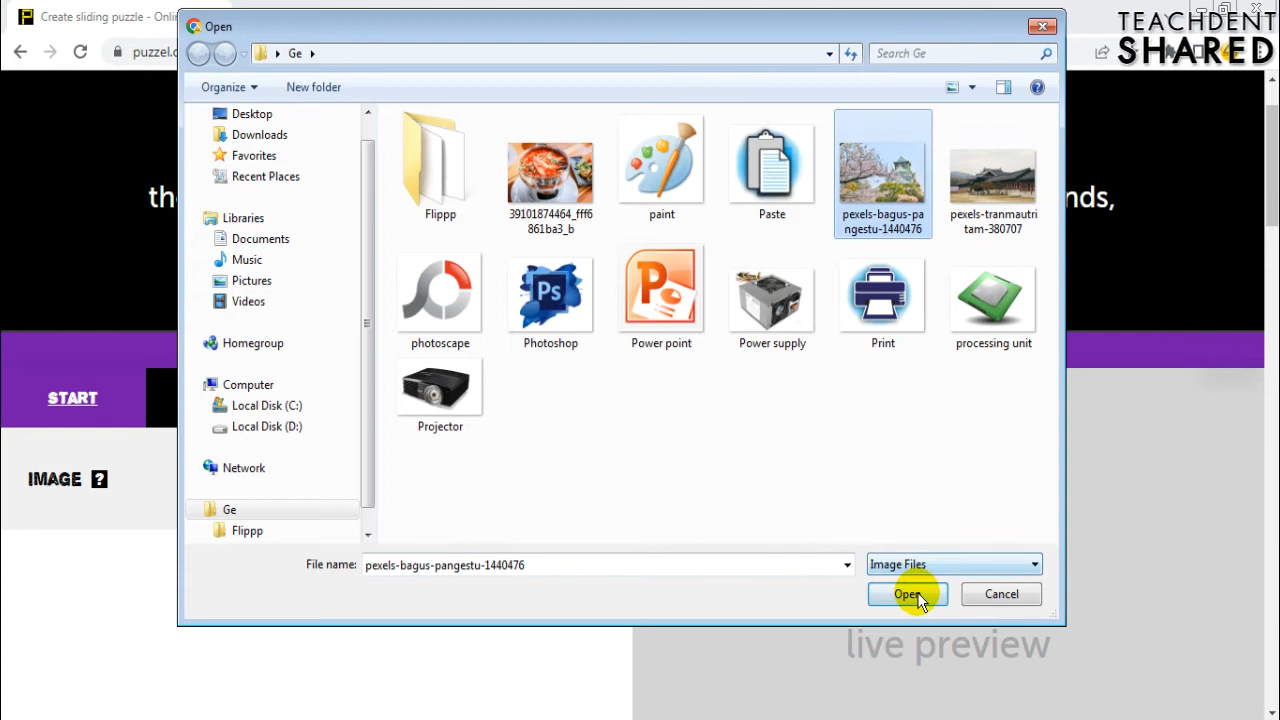 Create sliding puzzle - Onli
TEACHDENT
SHARED
puzzel.o
Open
Ge
Search Ge
Organize
New folder
Desktop
Downloads
Favorites
Recent Places
Libraries
Documents
Music
Pictures
Videos
Homegroup
Computer
Local Disk (C:)
Local Disk (D:)
Network
Ge
Flippp
Flippp
39101874464_fff6
861ba3_b
paint
Paste
pexels-bagus-pa
ngestu-1440476
pexels-tranmautri
tam-380707
photoscape
Ps
Photoshop
P
Power point
Power supply
Print
processing unit
Projector
File name:
pexels-bagus-pangestu-1440476
Image Files
Open
Cancel
the
nds,
START
IMAGE ?
live preview